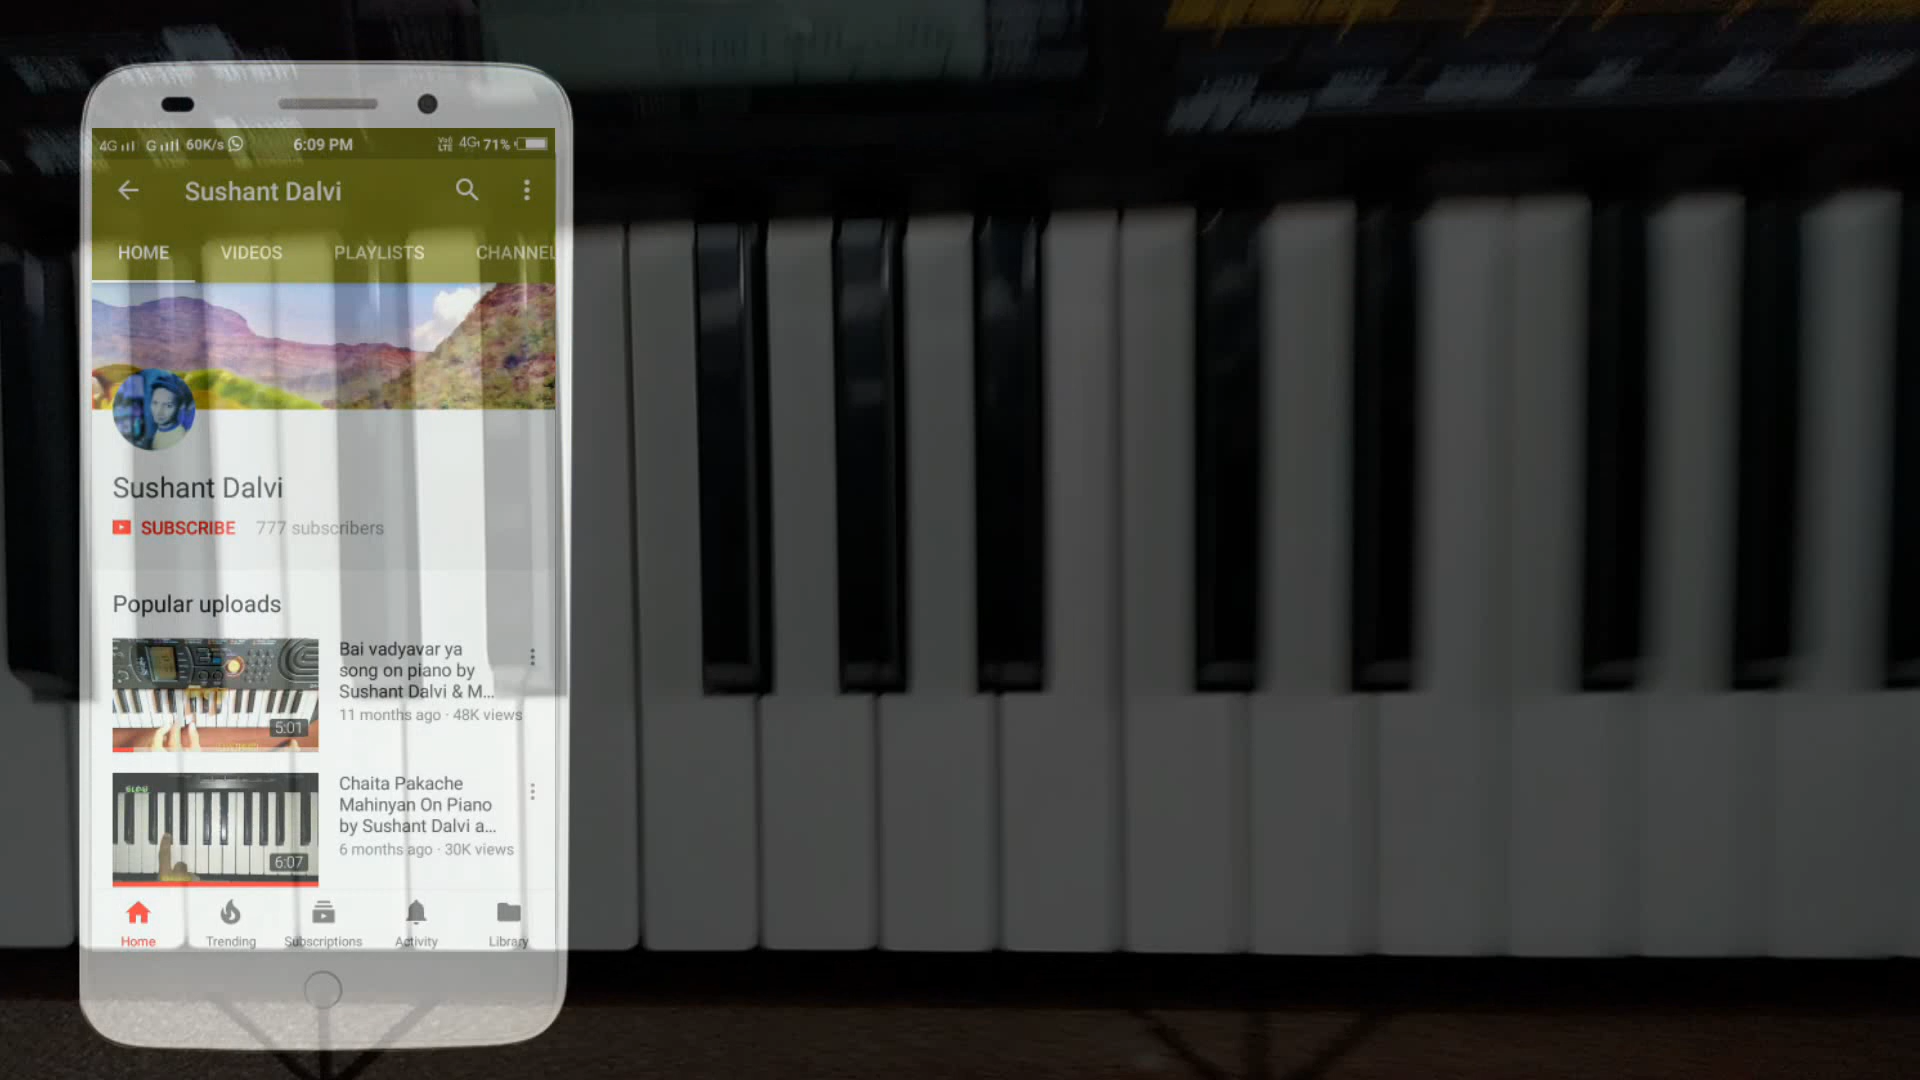 4G G 60K/s 6:09 PM VoLTE 4G 71%
Sushant Dalvi
HOME VIDEOS PLAYLISTS CHANNEL
Sushant Dalvi
SUBSCRIBE 777 subscribers
Popular uploads
Bai vadyavar ya
song on piano by
Sushant Dalvi & M...
11 months ago · 48K views
5:01
Chaita Pakache
Mahinyan On Piano
by Sushant Dalvi a...
6 months ago · 30K views
6:07
Home Trending Subscriptions Activity Library